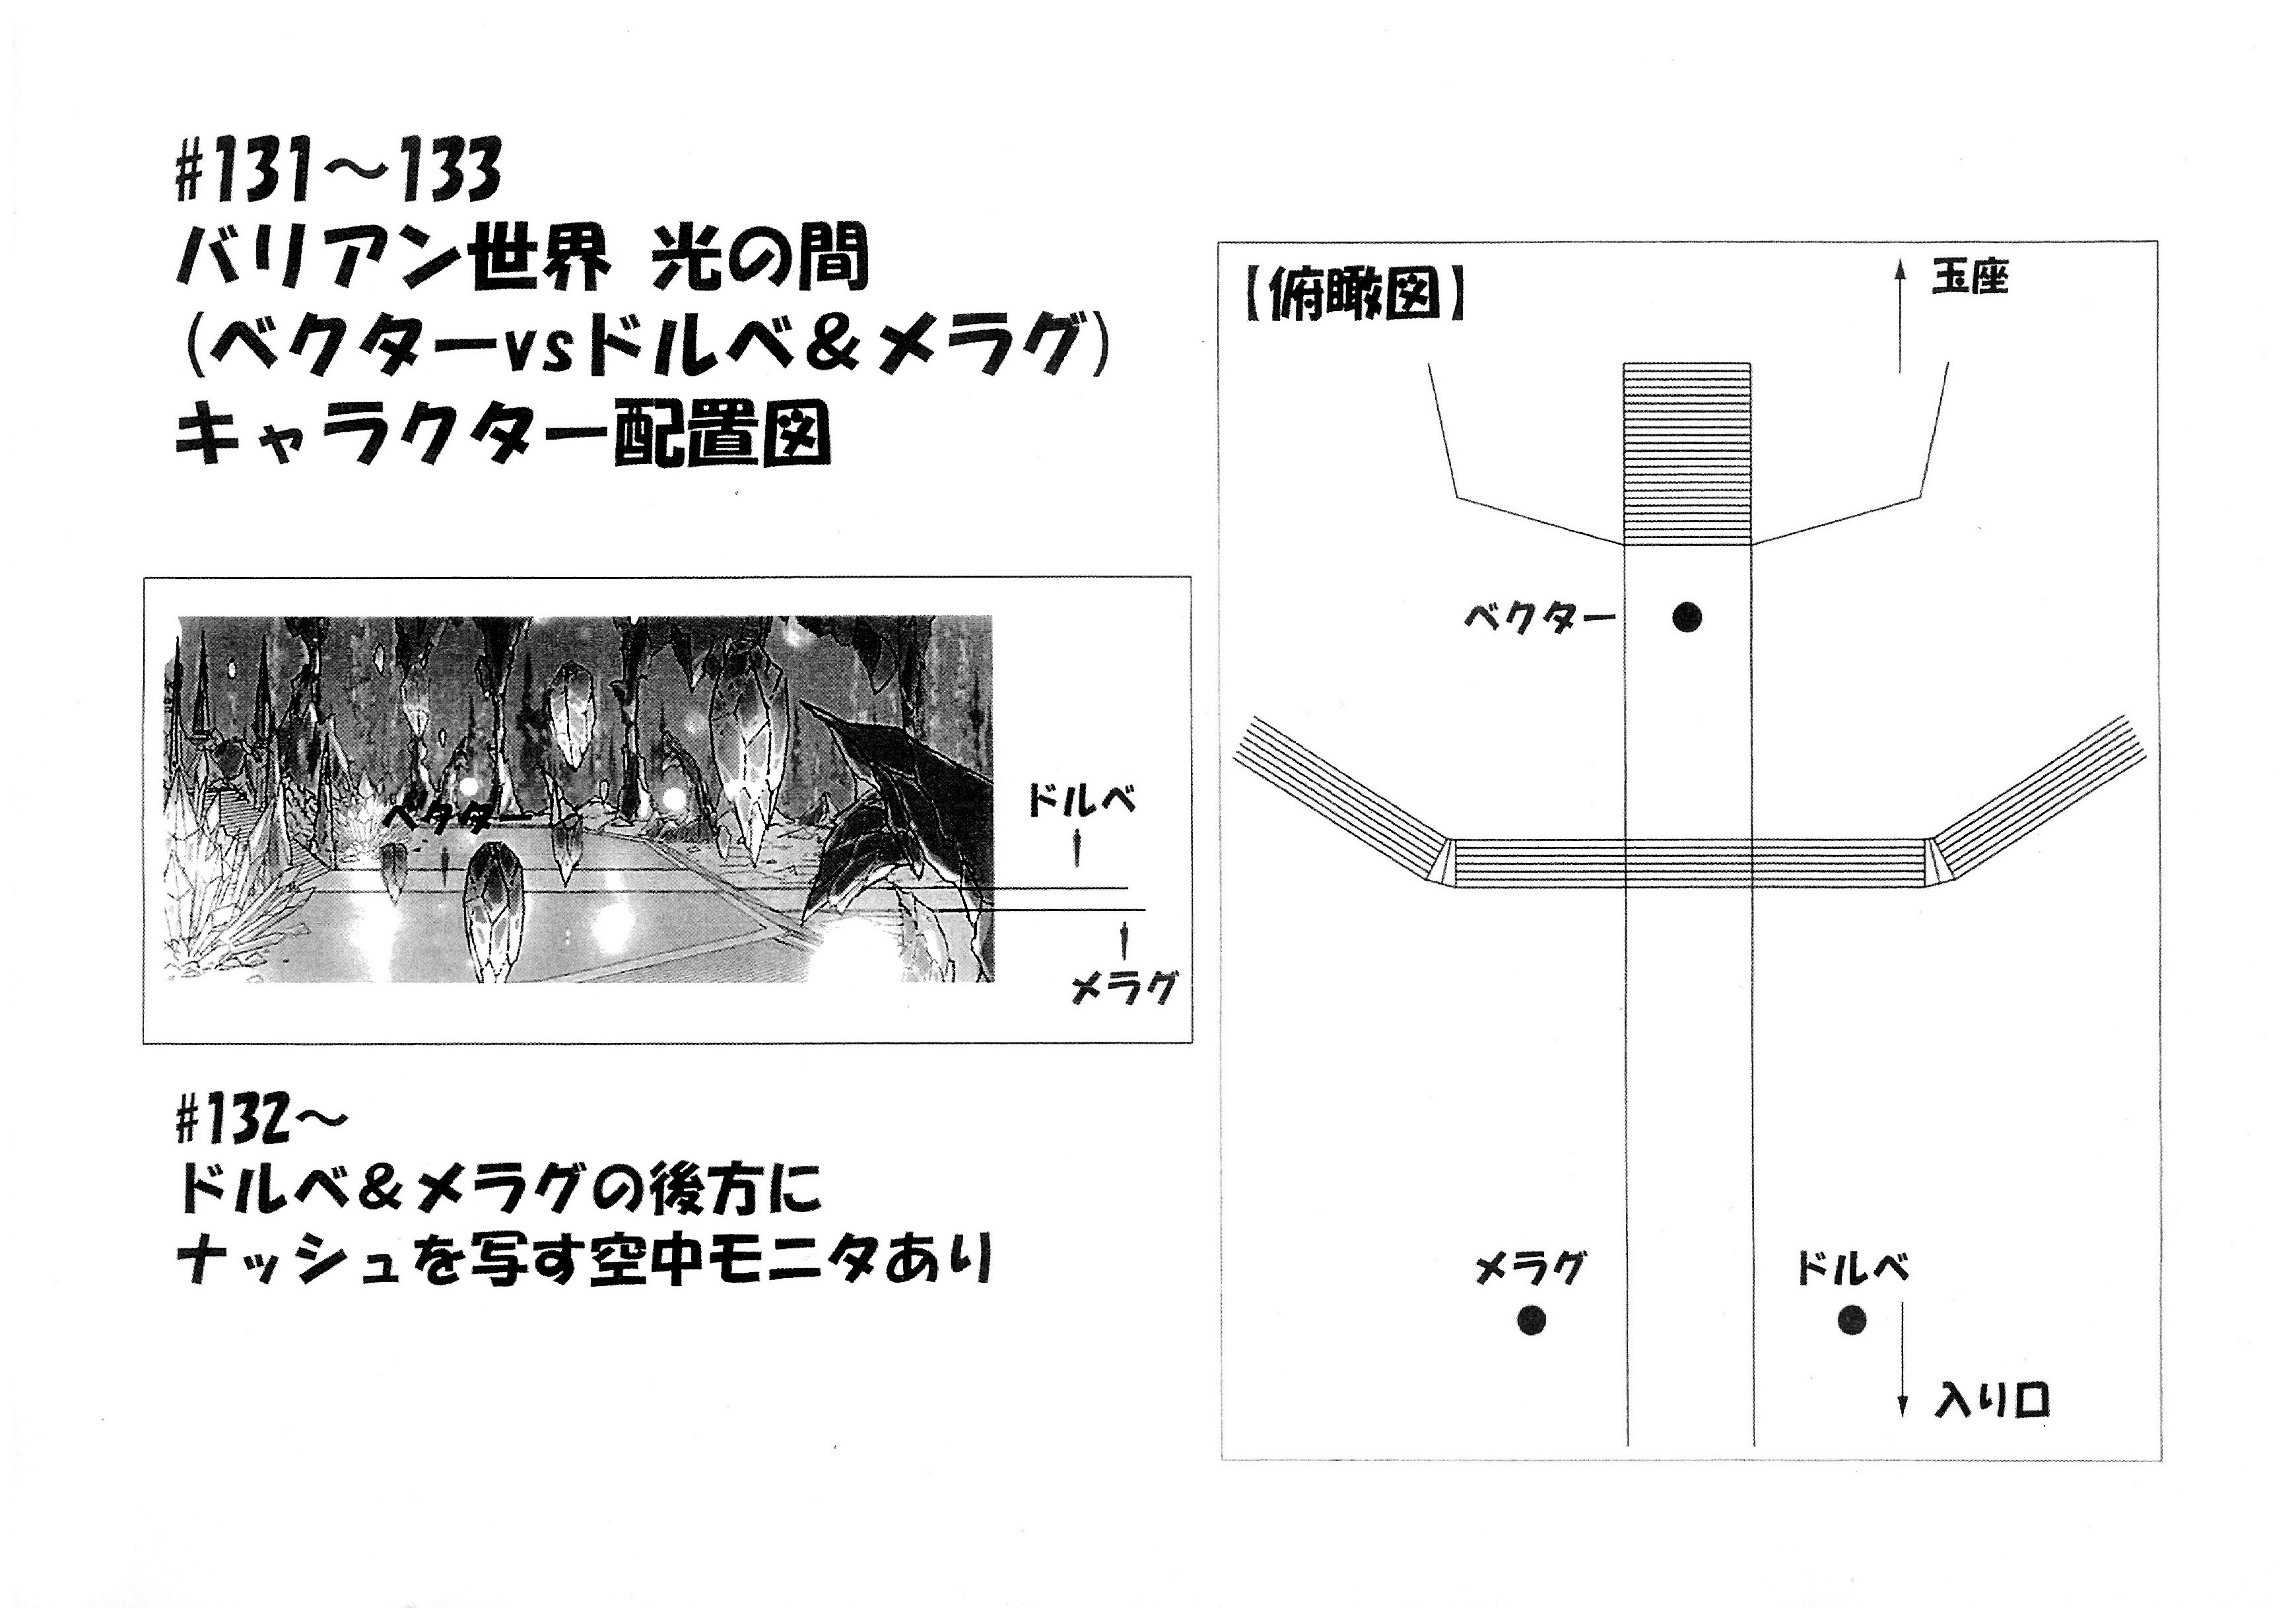 #131～133
バリアン世界 光の間
(ベクターvsドルベ&メラグ)
キャラクター配置図
ベクター
ドルベ
メラグ
#132～
ドルベ&メラグの後方に
ナッシュを写す空中モニタあり
【俯瞰図】
玉座
ベクター
メラグ
ドルベ
入り口